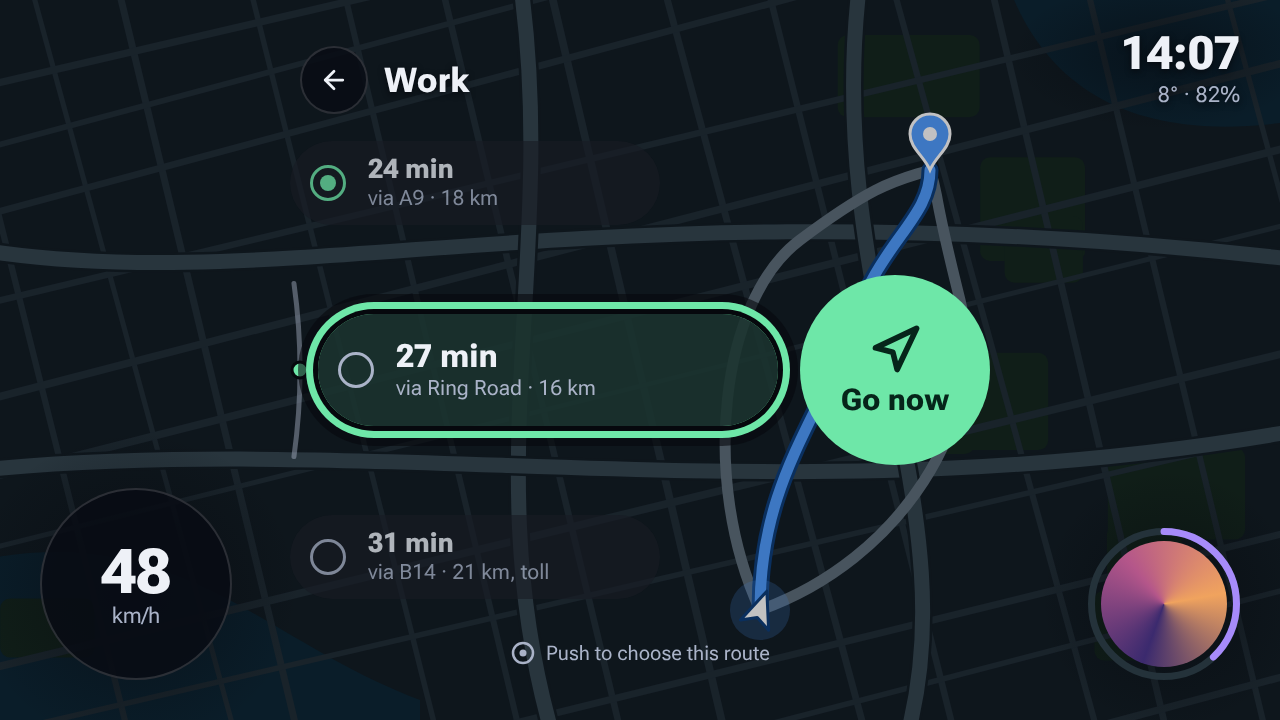 Work
14:07
8° · 82%
24 min
via A9 · 18 km
27 min
via Ring Road · 16 km
Go now
31 min
via B14 · 21 km, toll
48
km/h
Push to choose this route